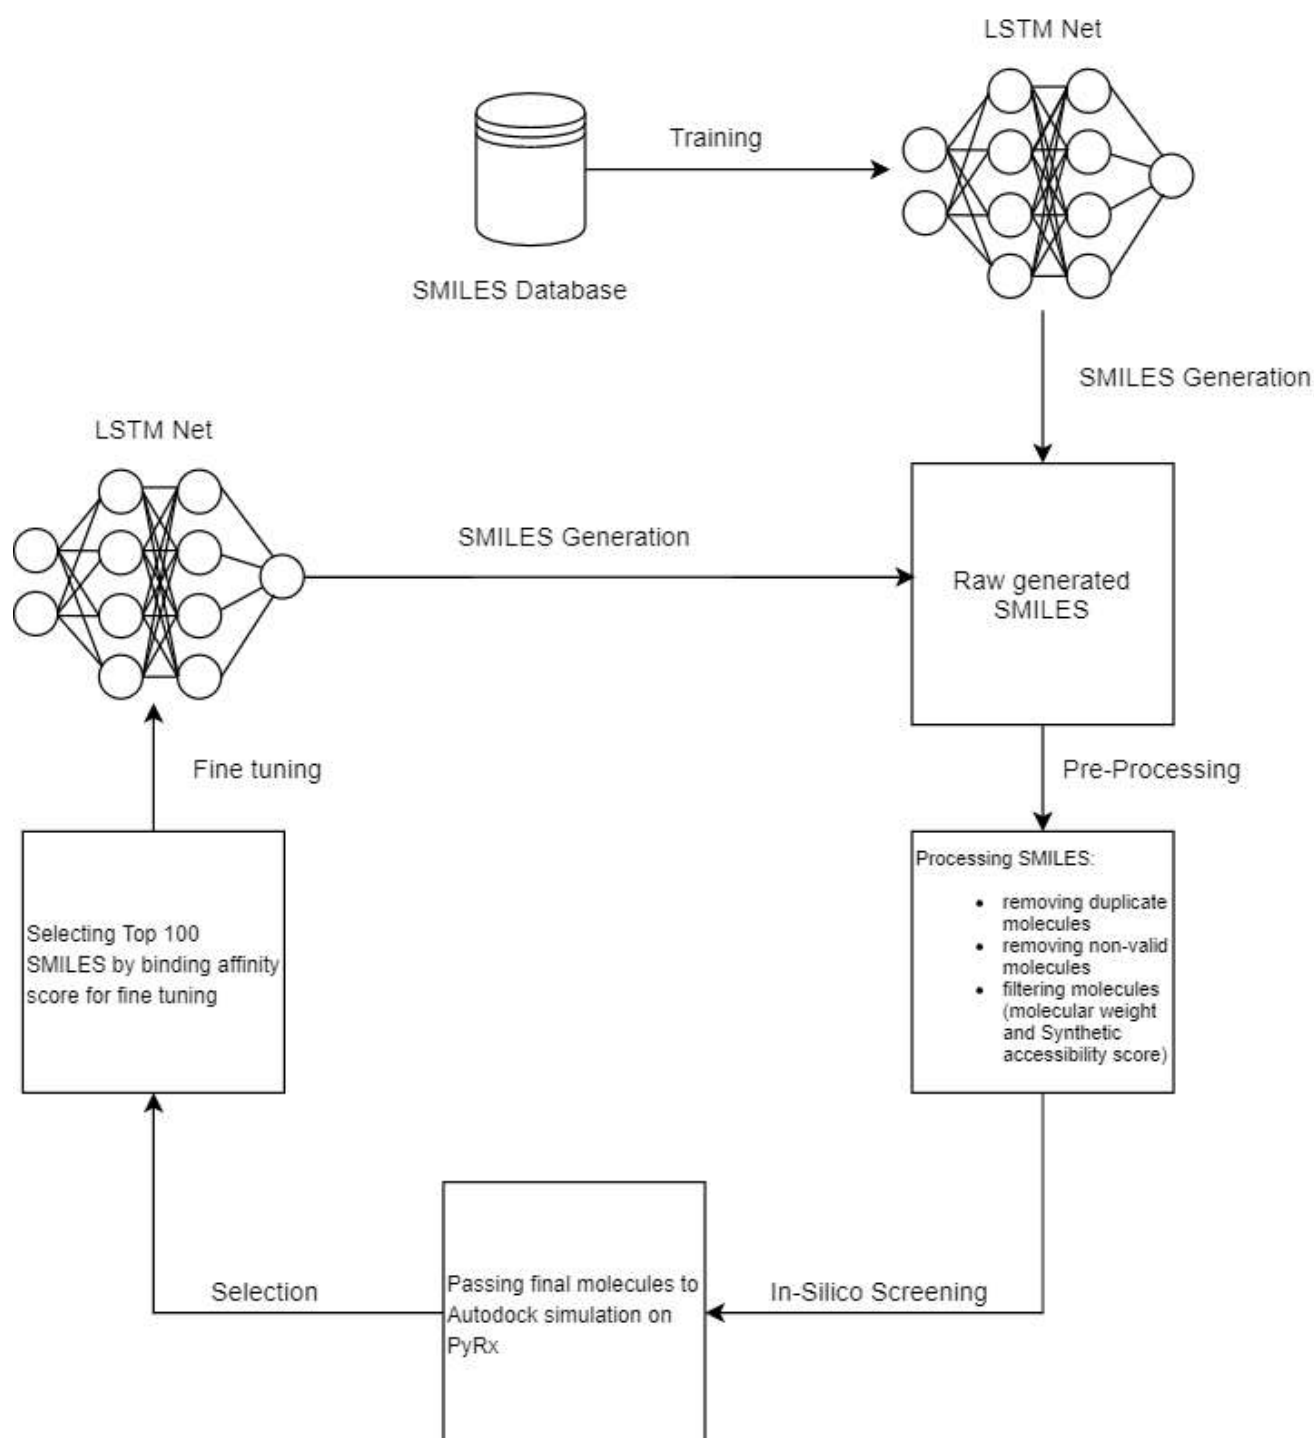 LSTM Net
Training
SMILES Database
SMILES Generation
LSTM Net
SMILES Generation
Raw generated
SMILES
Fine tuning
Pre-Processing
Selecting Top 100
SMILES by binding affinity
score for fine tuning
Processing SMILES:
• removing duplicate
molecules
• removing non-valid
molecules
• filtering molecules
(molecular weight
and Synthetic
accessibility score)
Selection
Passing final molecules to
Autodock simulation on
PyRx
In-Silico Screening